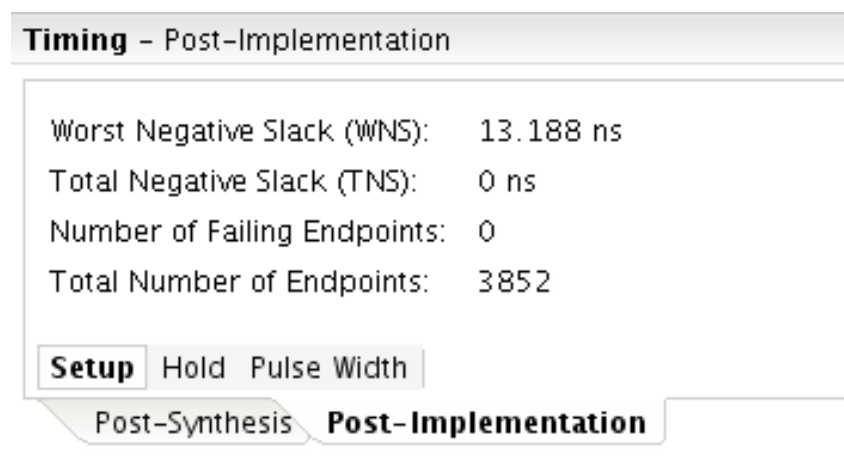 Timing – Post–Implementation
Worst Negative Slack (WNS): 13.188 ns
Total Negative Slack (TNS): 0 ns
Number of Failing Endpoints: 0
Total Number of Endpoints: 3852
Setup Hold Pulse Width
Post–Synthesis Post–Implementation